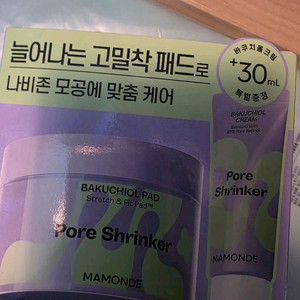 늘어나는 고밀착 패드로
나비존 모공에 맞춤 케어
바쿠치올크림
+30mL
특별증정
BAKUCHIOL PAD
Stretch & Fit Pad™
Pore Shrinker
MAMONDE
BAKUCHIOL
CREAM
Pore
Shrinker
MAMONDE